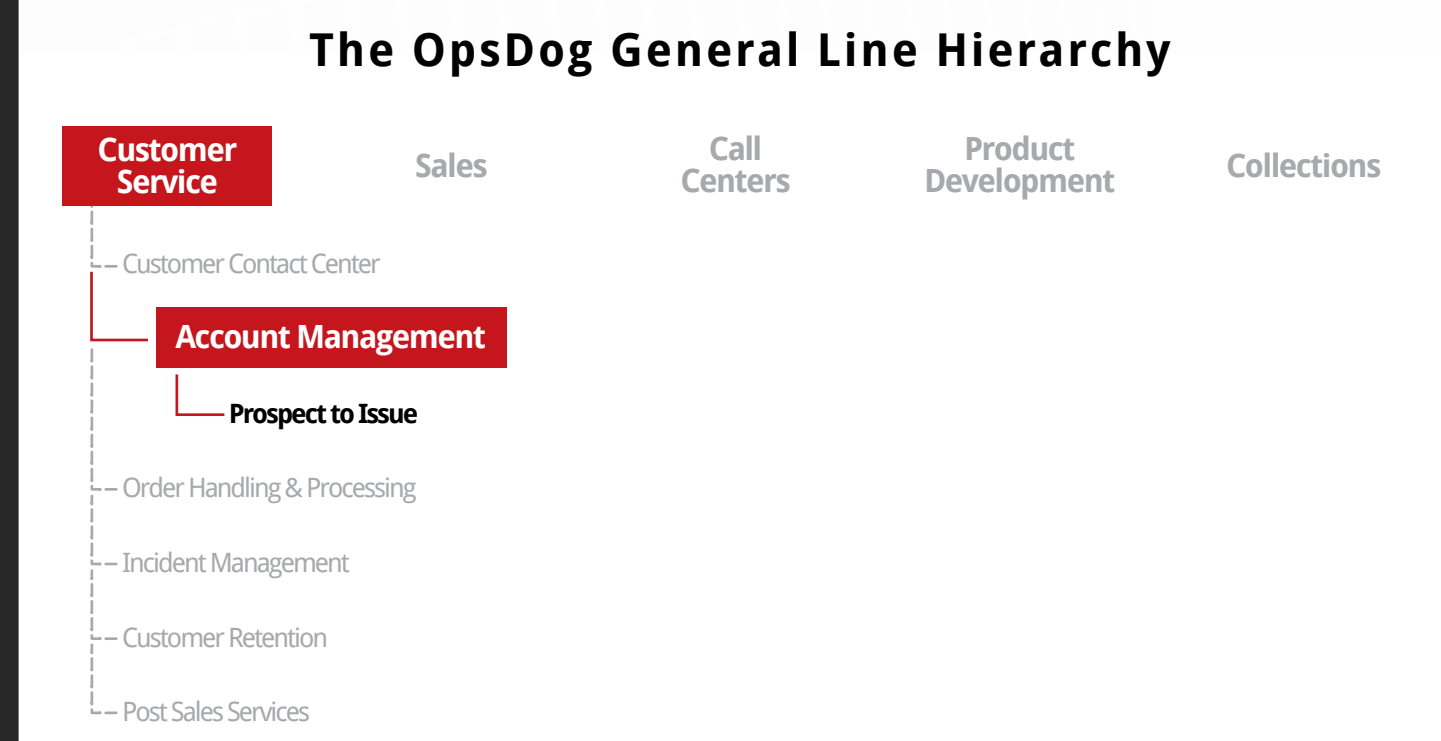 The OpsDog General Line Hierarchy
Customer
Service
Sales
Call
Centers
Product
Development
Collections
Customer Contact Center
Account Management
Prospect to Issue
Order Handling & Processing
Incident Management
Customer Retention
Post Sales Services